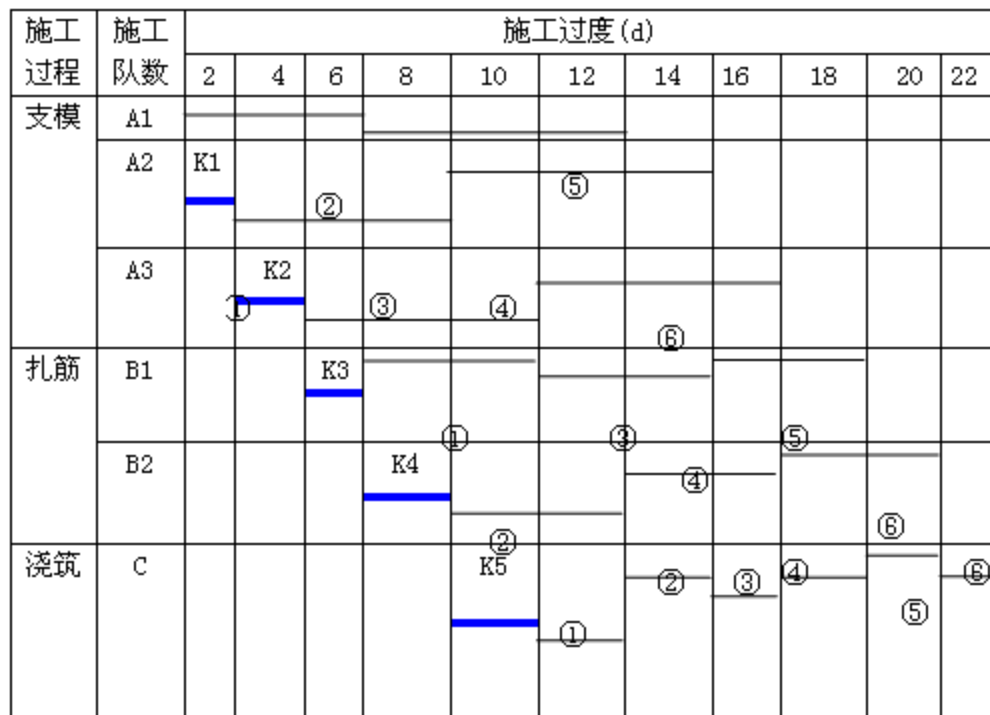 施工 施工 施工过度(d)
过程 队数 2 4 6 8 10 12 14 16 18 20 22
支模 A1
A2 K1
⑤
②
A3 K2
① ③ ④
⑥
扎筋 B1 K3
① ③ ⑤
B2 K4
④
⑥
②
浇筑 C K5
② ③ ④ ⑥
⑤
①